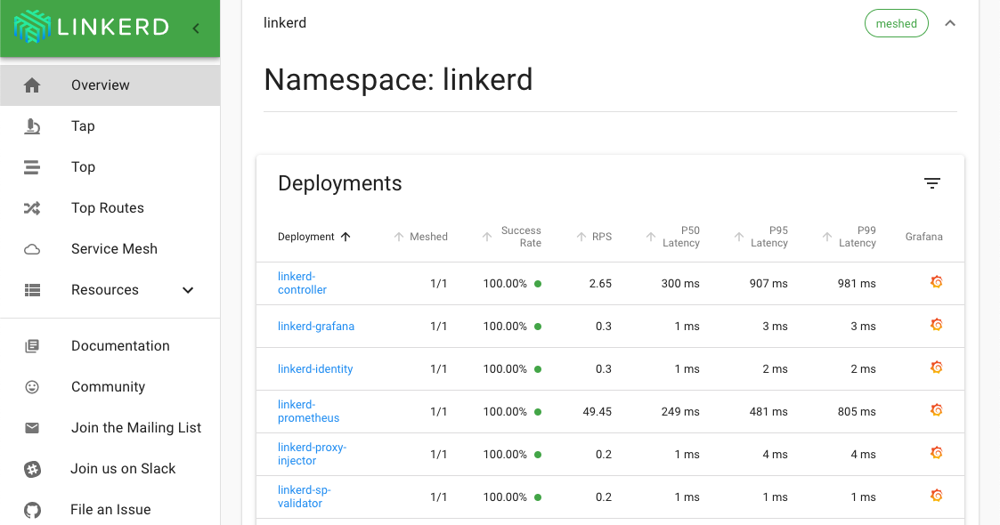 LINKERD
Overview
Tap
Top
Top Routes
Service Mesh
Resources
Documentation
Community
Join the Mailing List
Join us on Slack
File an Issue
linkerd
meshed
Namespace: linkerd
Deployments
Deployment Meshed Success Rate RPS P50 Latency P95 Latency P99 Latency Grafana
linkerd-controller 1/1 100.00% 2.65 300 ms 907 ms 981 ms
linkerd-grafana 1/1 100.00% 0.3 1 ms 3 ms 3 ms
linkerd-identity 1/1 100.00% 0.3 1 ms 2 ms 2 ms
linkerd-prometheus 1/1 100.00% 49.45 249 ms 481 ms 805 ms
linkerd-proxy-injector 1/1 100.00% 0.2 1 ms 4 ms 4 ms
linkerd-sp-validator 1/1 100.00% 0.2 1 ms 1 ms 1 ms